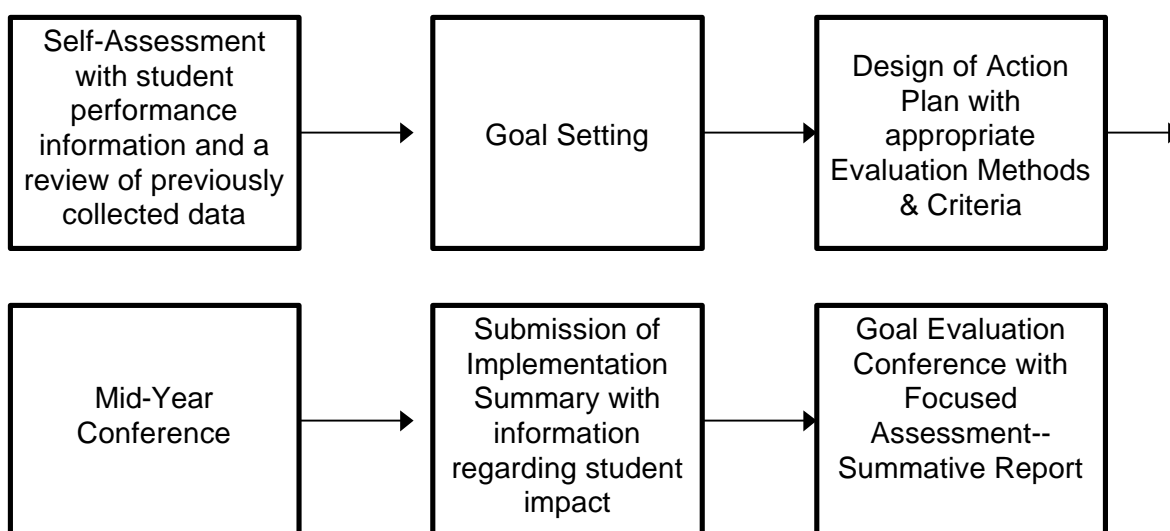 Self-Assessment
with student
performance
information and a
review of previously
collected data
Goal Setting
Design of Action
Plan with
appropriate
Evaluation Methods
& Criteria
Mid-Year
Conference
Submission of
Implementation
Summary with
information
regarding student
impact
Goal Evaluation
Conference with
Focused
Assessment--
Summative Report